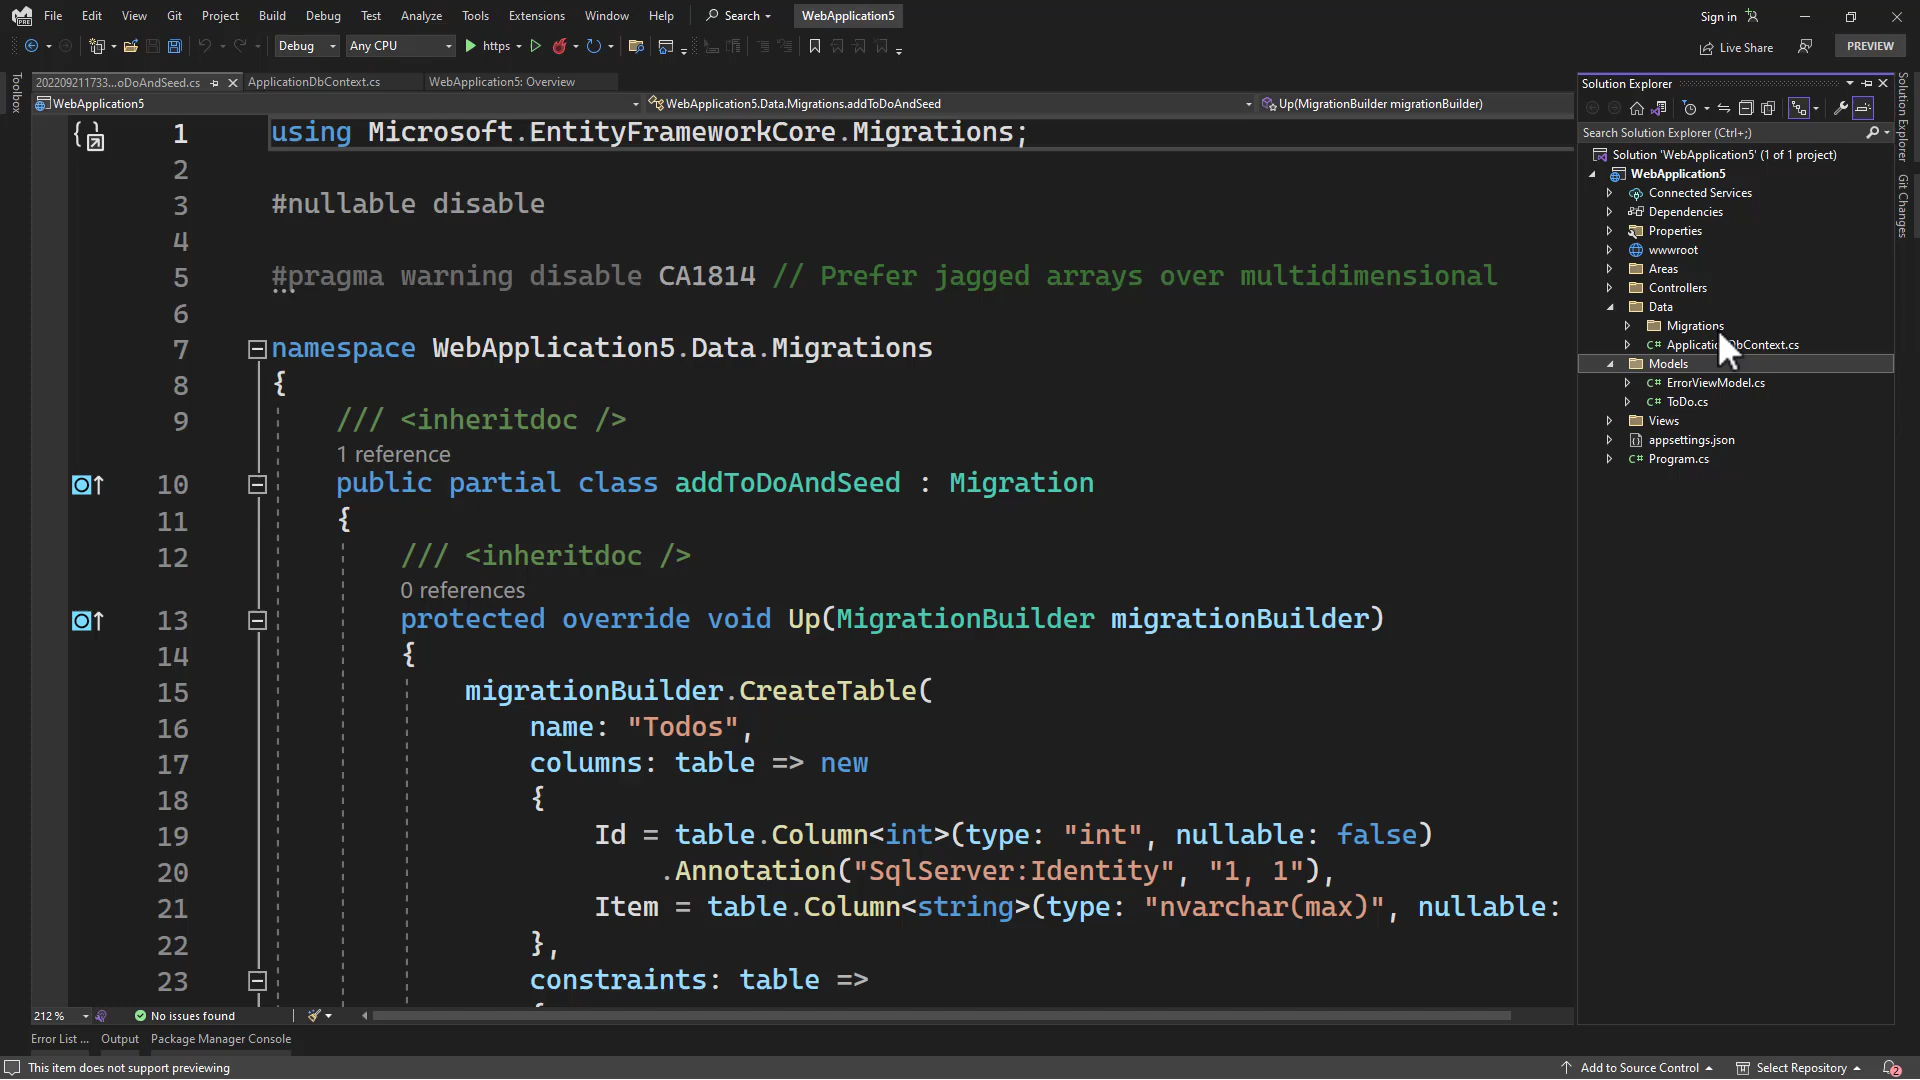 File Edit View Git Project Build Debug Test Analyze Tools Extensions Window Help Search WebApplication5 Sign in
Debug Any CPU https Live Share PREVIEW
202209211733...oDoAndSeed.cs ApplicationDbContext.cs WebApplication5: Overview
WebApplication5 WebApplication5.Data.Migrations.addToDoAndSeed Up(MigrationBuilder migrationBuilder)
Toolbox
1 using Microsoft.EntityFrameworkCore.Migrations;
2
3 #nullable disable
4
5 #pragma warning disable CA1814 // Prefer jagged arrays over multidimensional
6
7 namespace WebApplication5.Data.Migrations
8 {
9 /// <inheritdoc />
1 reference
10 public partial class addToDoAndSeed : Migration
11 {
12 /// <inheritdoc />
0 references
13 protected override void Up(MigrationBuilder migrationBuilder)
14 {
15 migrationBuilder.CreateTable(
16 name: "Todos",
17 columns: table => new
18 {
19 Id = table.Column<int>(type: "int", nullable: false)
20 .Annotation("SqlServer:Identity", "1, 1"),
21 Item = table.Column<string>(type: "nvarchar(max)", nullable:
22 },
23 constraints: table =>
212 % No issues found
Error List ... Output Package Manager Console
This item does not support previewing
Solution Explorer
Search Solution Explorer (Ctrl+;)
Solution 'WebApplication5' (1 of 1 project)
WebApplication5
Connected Services
Dependencies
Properties
wwwroot
Areas
Controllers
Data
Migrations
ApplicationDbContext.cs
Models
ErrorViewModel.cs
ToDo.cs
Views
appsettings.json
Program.cs
Solution Explorer
Git Changes
Add to Source Control Select Repository 2